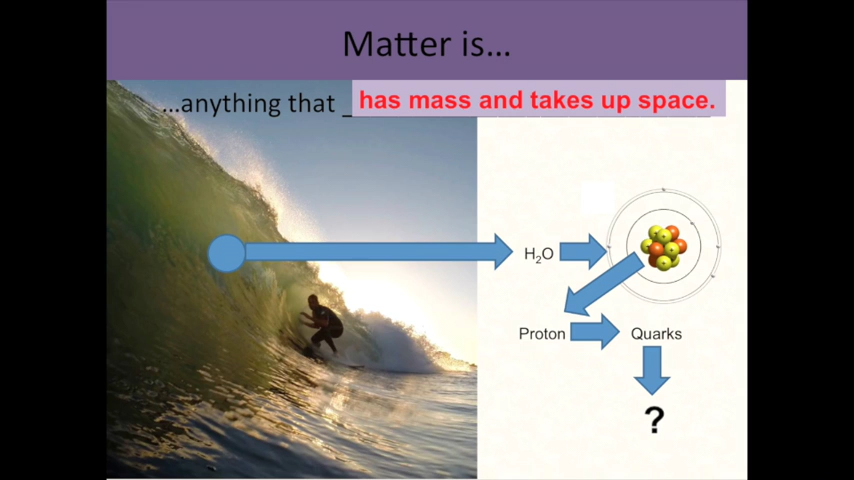 Matter is...
...anything that has mass and takes up space.
H₂O
Proton
Quarks
?